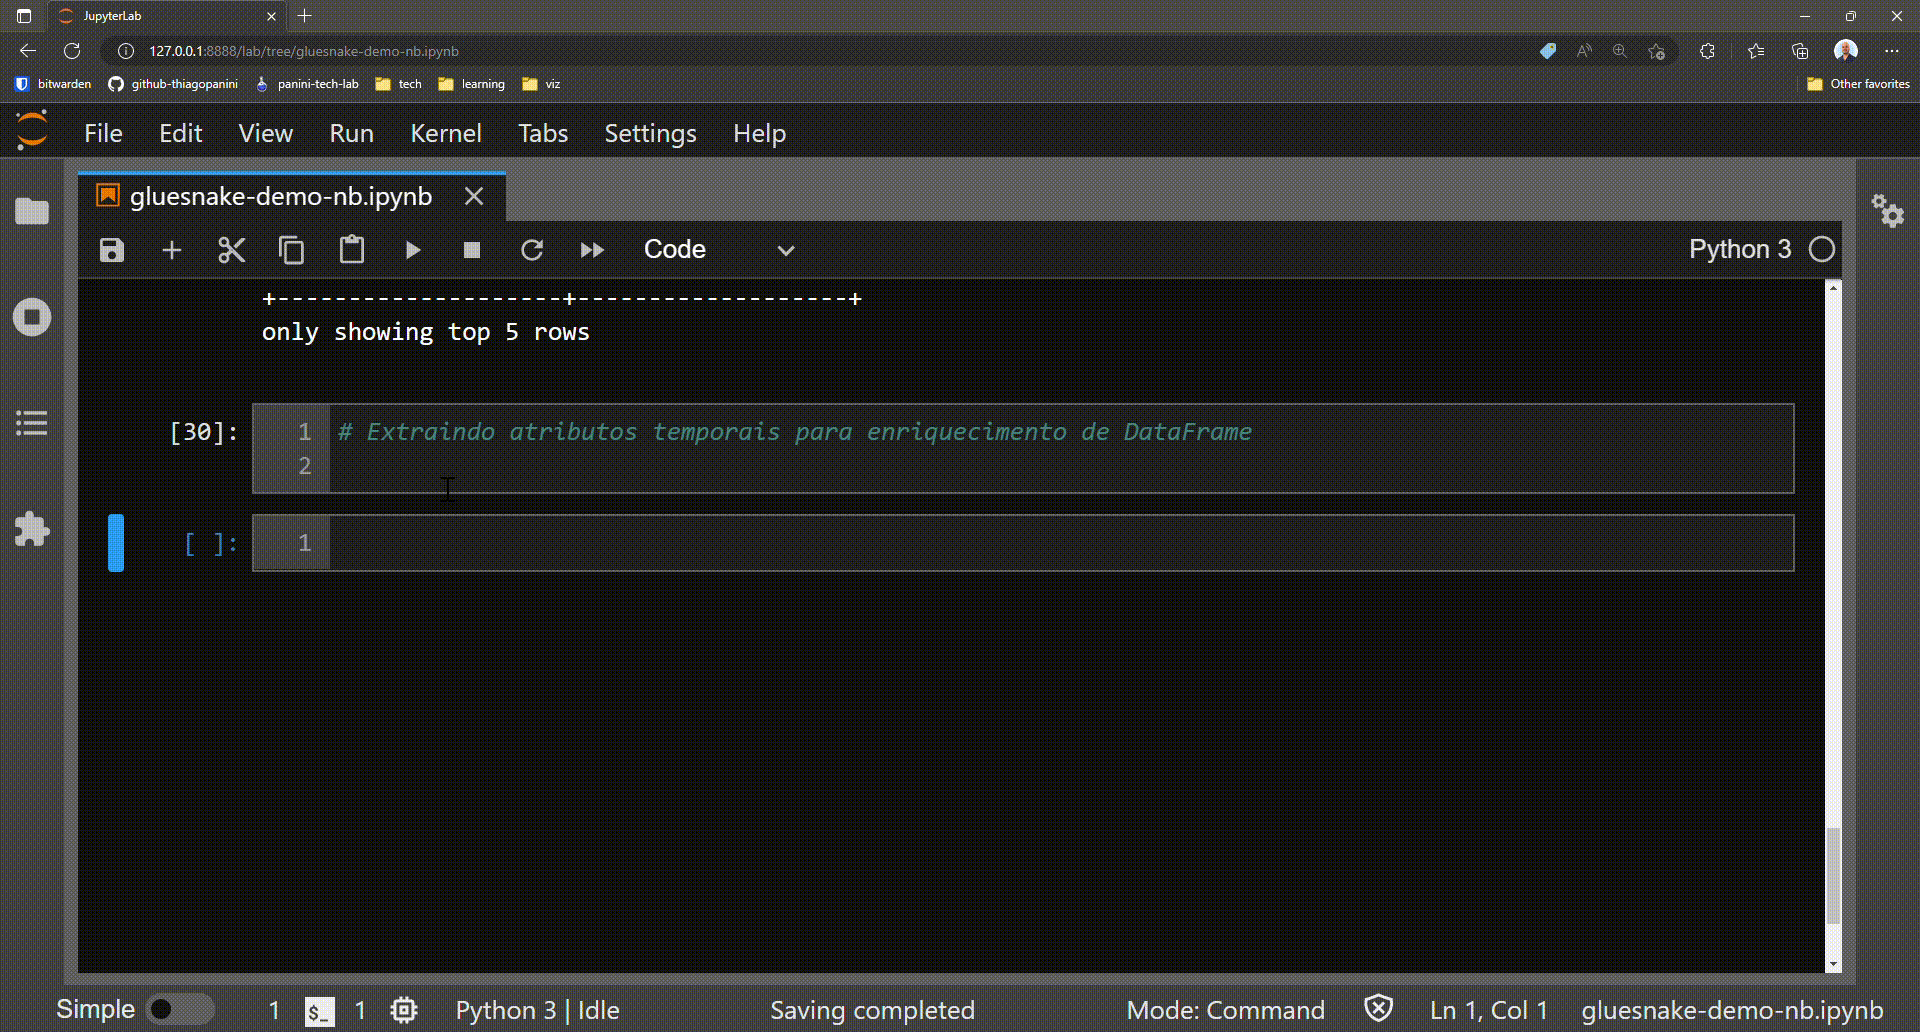 JupyterLab
127.0.0.1:8888/lab/tree/gluesnake-demo-nb.ipynb
bitwarden github-thiagopanini panini-tech-lab tech learning viz Other favorites
File Edit View Run Kernel Tabs Settings Help
gluesnake-demo-nb.ipynb
Code Python 3
+--------------------+-------------------+
only showing top 5 rows
[30]: 1 # Extraindo atributos temporais para enriquecimento de DataFrame
2
[ ]: 1
Simple 1 $_ 1 Python 3 | Idle Saving completed Mode: Command Ln 1, Col 1 gluesnake-demo-nb.ipynb